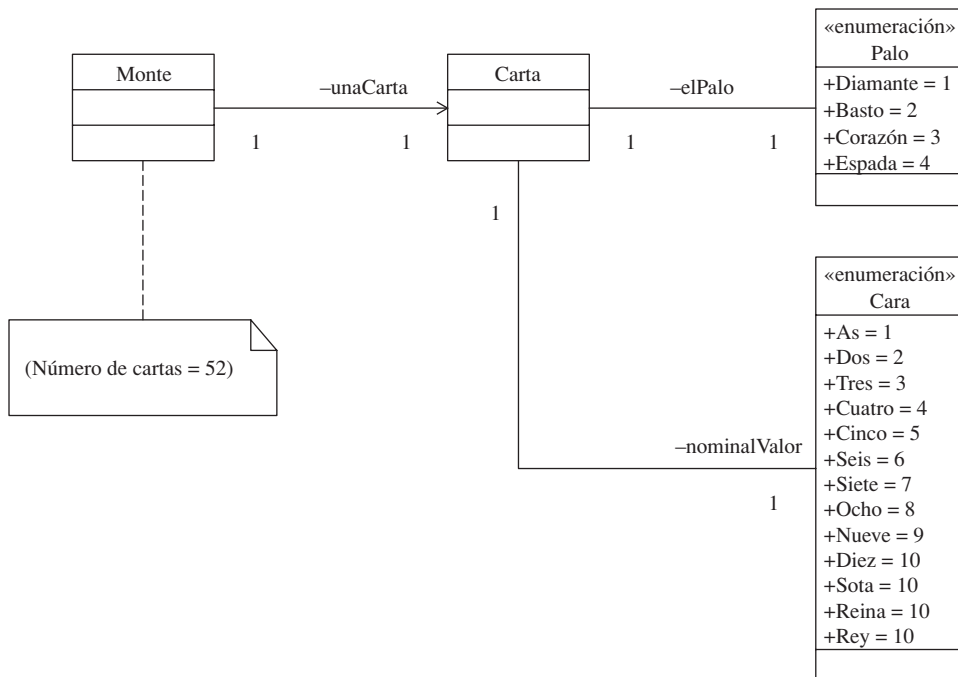 «enumeración»
Palo
+Diamante = 1
+Basto = 2
+Corazón = 3
+Espada = 4
Monte
Carta
–unaCarta
–elPalo
1
1
1
1
1
(Número de cartas = 52)
«enumeración»
Cara
+As = 1
+Dos = 2
+Tres = 3
+Cuatro = 4
+Cinco = 5
+Seis = 6
+Siete = 7
+Ocho = 8
+Nueve = 9
+Diez = 10
+Sota = 10
+Reina = 10
+Rey = 10
–nominalValor
1